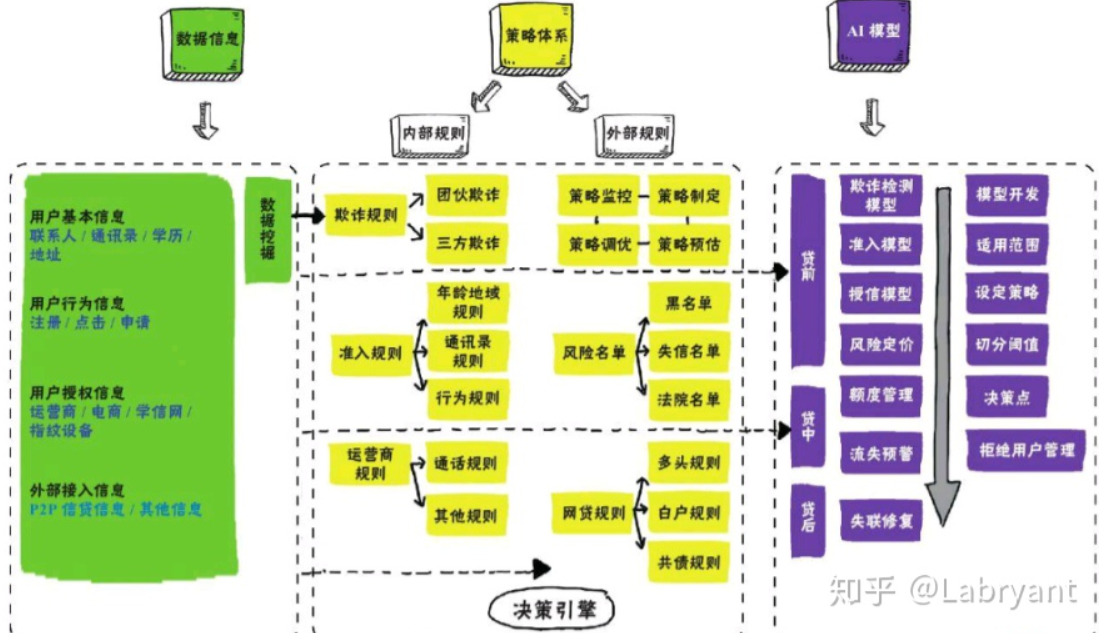 数据信息
策略体系
AI 模型
内部规则
外部规则
用户基本信息
联系人 / 通讯录 / 学历 /
地址
用户行为信息
注册 / 点击 / 申请
用户授权信息
运营商 / 电商 / 学信网 /
指纹设备
外部接入信息
P2P 信贷信息 / 其他信息
数据挖掘
欺诈规则
团伙欺诈
三方欺诈
准入规则
年龄地域
规则
通讯录
规则
行为规则
运营商
规则
通话规则
其他规则
策略监控
策略制定
策略调优
策略预估
风险名单
黑名单
失信名单
法院名单
网贷规则
多头规则
白户规则
共债规则
决策引擎
贷前
贷中
贷后
欺诈检测
模型
准入模型
授信模型
风险定价
额度管理
流失预警
失联修复
模型开发
适用范围
设定策略
切分阈值
决策点
拒绝用户管理
知乎 @Labryant